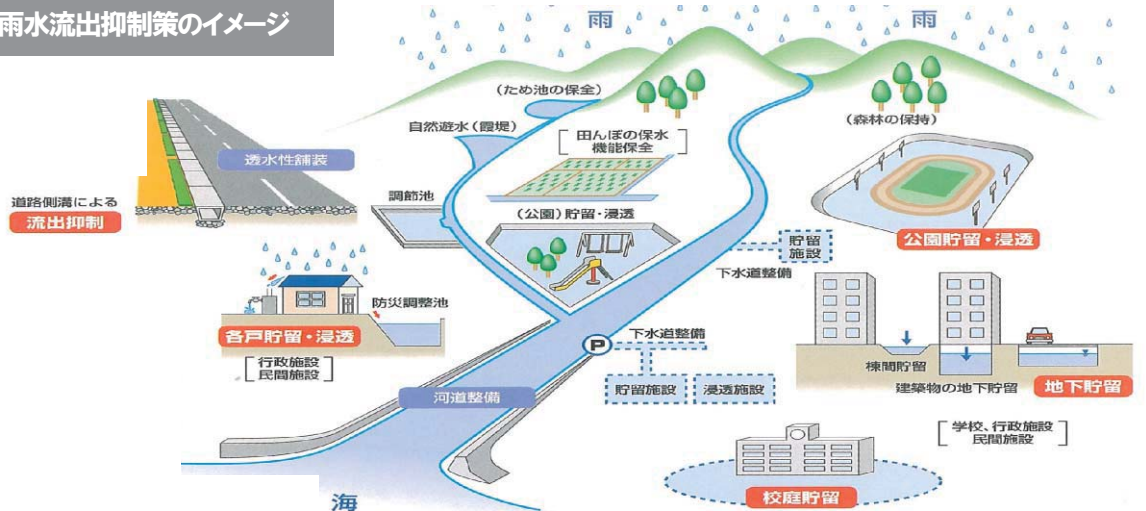 雨水流出抑制策のイメージ
雨
雨
(ため池の保全)
自然遊水(霞堤)
田んぼの保水
機能保全
(森林の保持)
透水性舗装
道路側溝による
流出抑制
調節池
(公園)貯留・浸透
公園貯留・浸透
貯留
施設
下水道整備
防災調整池
各戸貯留・浸透
行政施設
民間施設
P
下水道整備
貯留施設
浸透施設
河道整備
棟間貯留
建築物の地下貯留
地下貯留
学校、行政施設
民間施設
校庭貯留
海